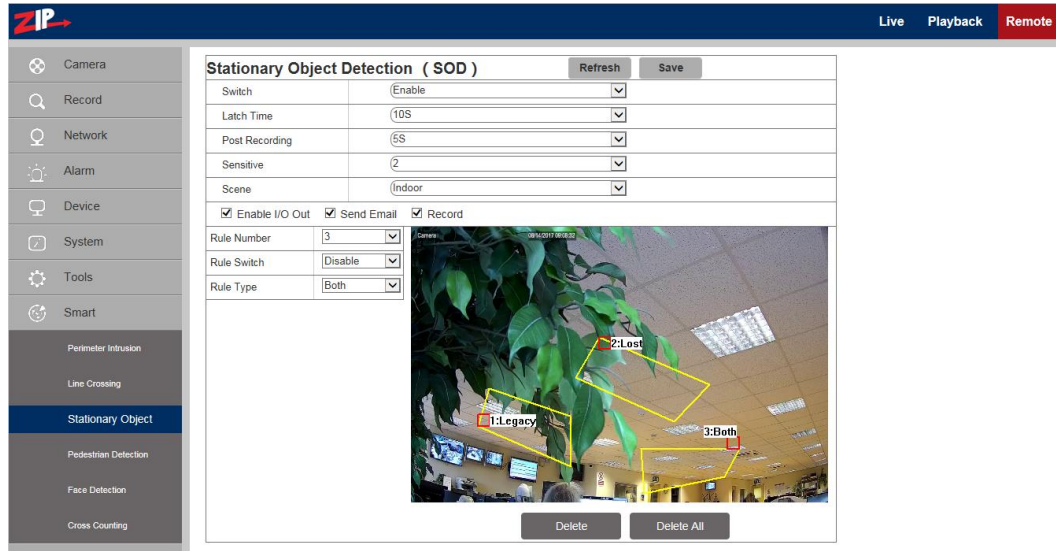 ZIP
Live Playback Remote
Camera
Record
Network
Alarm
Device
System
Tools
Smart
Perimeter Intrusion
Line Crossing
Stationary Object
Pedestrian Detection
Face Detection
Cross Counting
Stationary Object Detection ( SOD ) Refresh Save
Switch Enable
Latch Time 10S
Post Recording 5S
Sensitive 2
Scene Indoor
Enable I/O Out Send Email Record
Rule Number 3
Rule Switch Disable
Rule Type Both
Camera
2:Lost
1:Legacy
3:Both
Delete Delete All